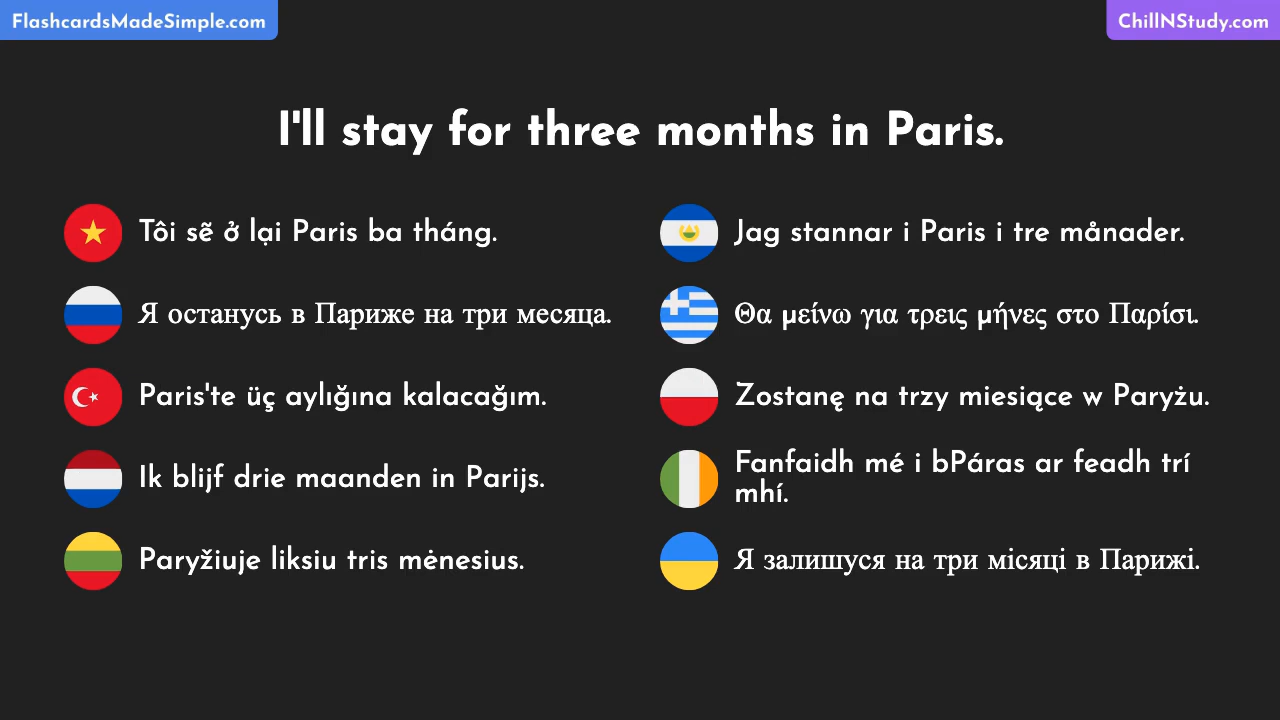 FlashcardsMadeSimple.com
ChillNStudy.com
I'll stay for three months in Paris.
Tôi sẽ ở lại Paris ba tháng.
Jag stannar i Paris i tre månader.
Я останусь в Париже на три месяца.
Θα μείνω για τρεις μήνες στο Παρίσι.
Paris'te üç aylığına kalacağım.
Zostanę na trzy miesiące w Paryżu.
Ik blijf drie maanden in Parijs.
Fanfaidh mé i bPáras ar feadh trí
mhí.
Paryžiuje liksiu tris mėnesius.
Я залишуся на три місяці в Парижі.